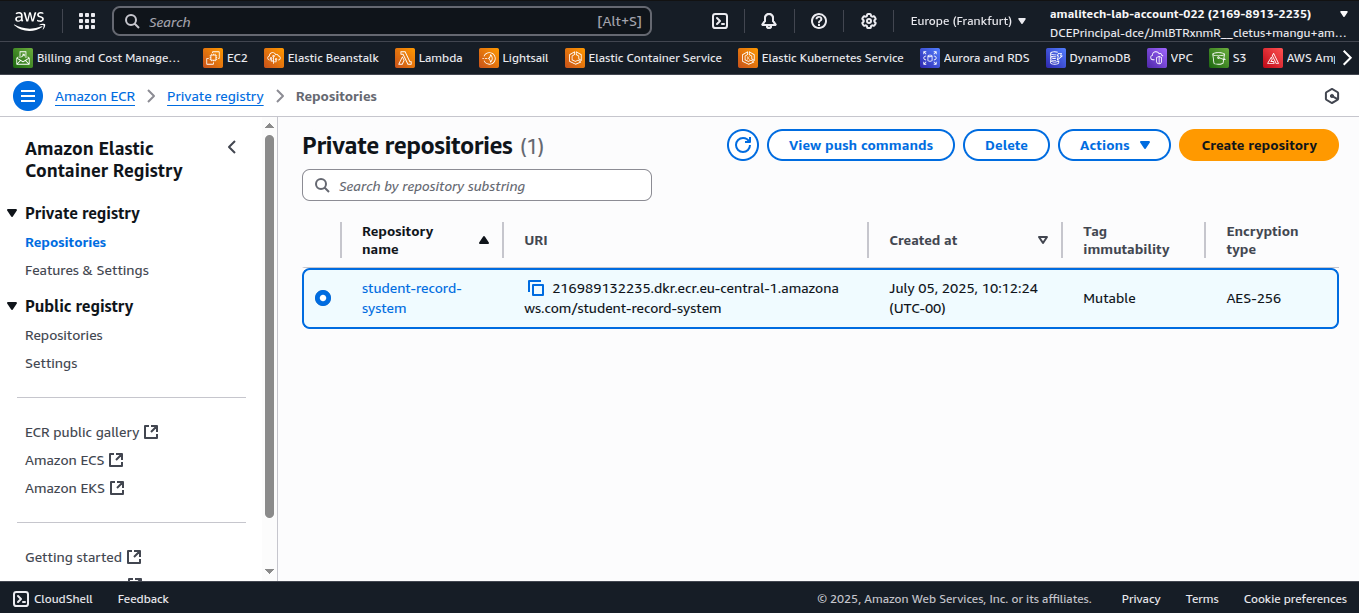 aws
Search [Alt+S]
Europe (Frankfurt)
amalitech-lab-account-022 (2169-8913-2235)
DCEPrincipal-dce/JmlBTRxnmR__cletus+mangu+am...
Billing and Cost Manage... EC2 Elastic Beanstalk Lambda Lightsail Elastic Container Service Elastic Kubernetes Service Aurora and RDS DynamoDB VPC S3 AWS Am
Amazon ECR Private registry Repositories
Amazon Elastic
Container Registry
Private registry
Repositories
Features & Settings
Public registry
Repositories
Settings
ECR public gallery
Amazon ECS
Amazon EKS
Getting started
Private repositories (1)
View push commands Delete Actions Create repository
Search by repository substring
Repository
name
URI
Created at
Tag
immutability
Encryption
type
student-record-
system
216989132235.dkr.ecr.eu-central-1.amazona
ws.com/student-record-system
July 05, 2025, 10:12:24
(UTC-00)
Mutable
AES-256
CloudShell Feedback © 2025, Amazon Web Services, Inc. or its affiliates. Privacy Terms Cookie preferences